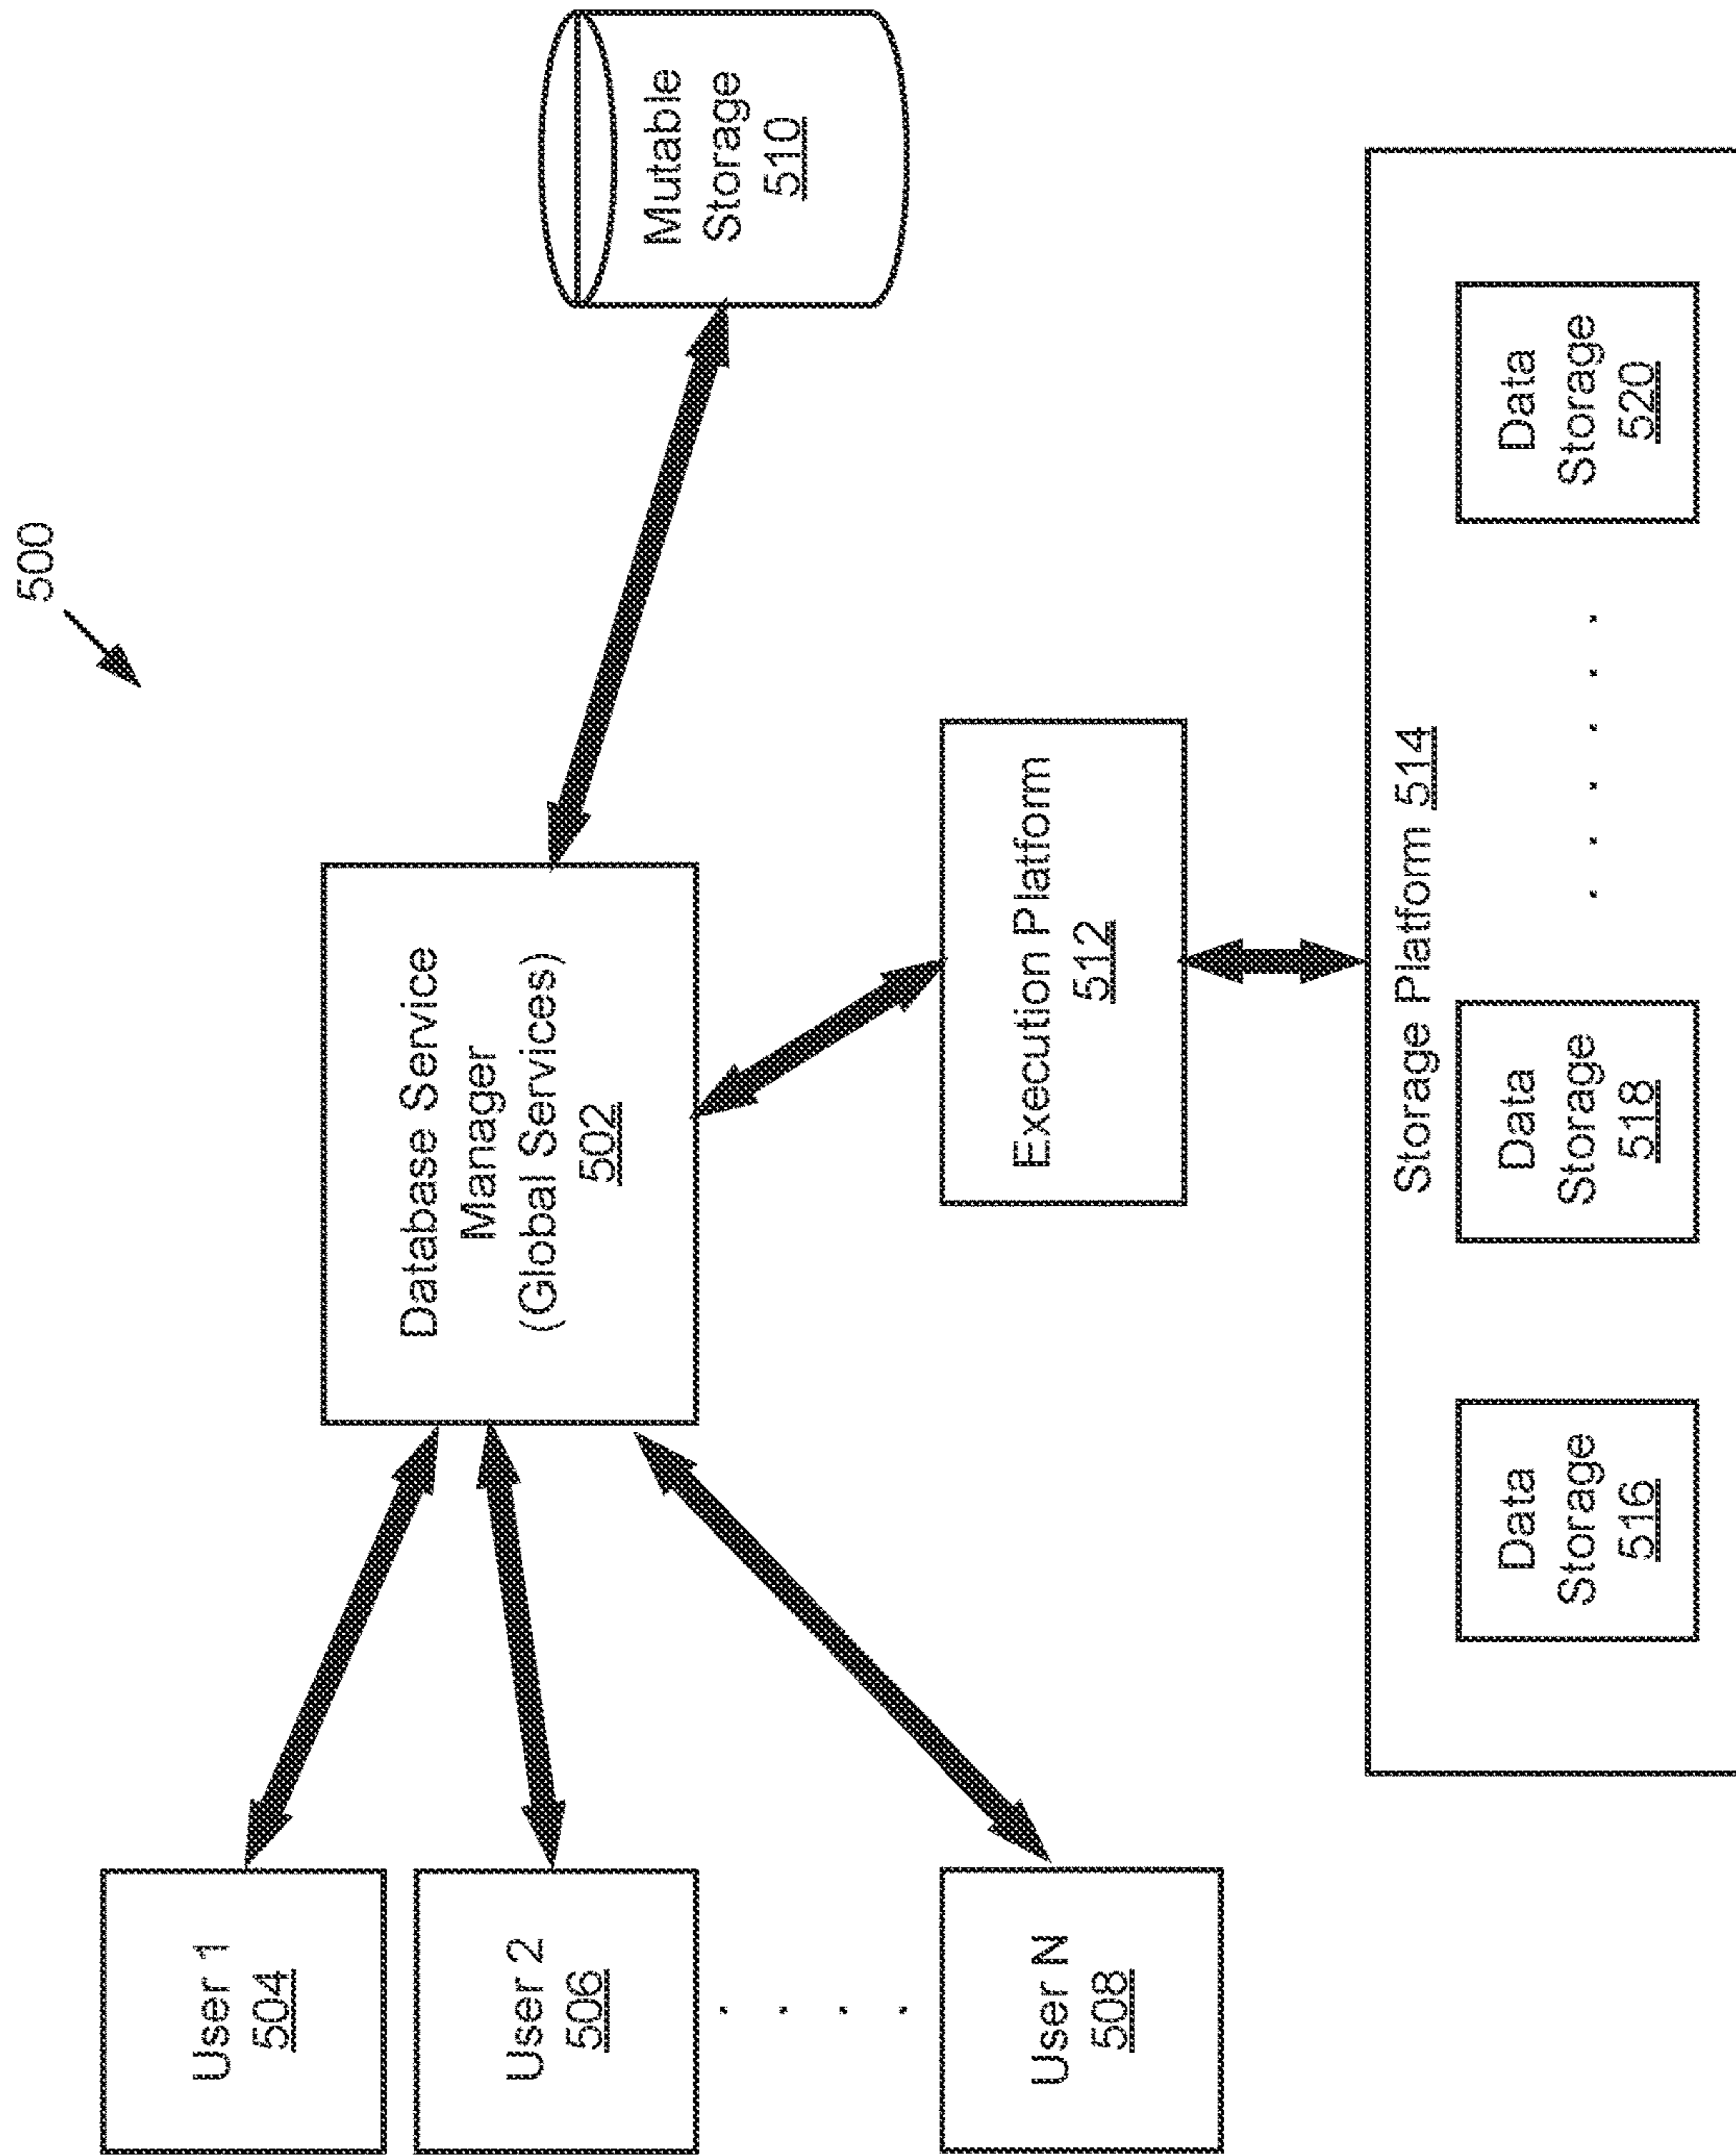 500
User 1
504
User 2
506
User N
508
Database Service
Manager
(Global Services)
502
Mutable
Storage
510
Execution Platform
512
Storage Platform 514
Data
Storage
516
Data
Storage
518
Data
Storage
520